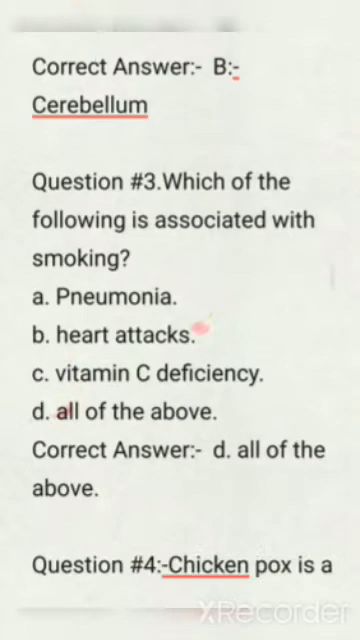 Correct Answer:- B:-
Cerebellum
Question #3.Which of the
following is associated with
smoking?
a. Pneumonia.
b. heart attacks.
c. vitamin C deficiency.
d. all of the above.
Correct Answer:- d. all of the
above.
Question #4:-Chicken pox is a
XRecorder